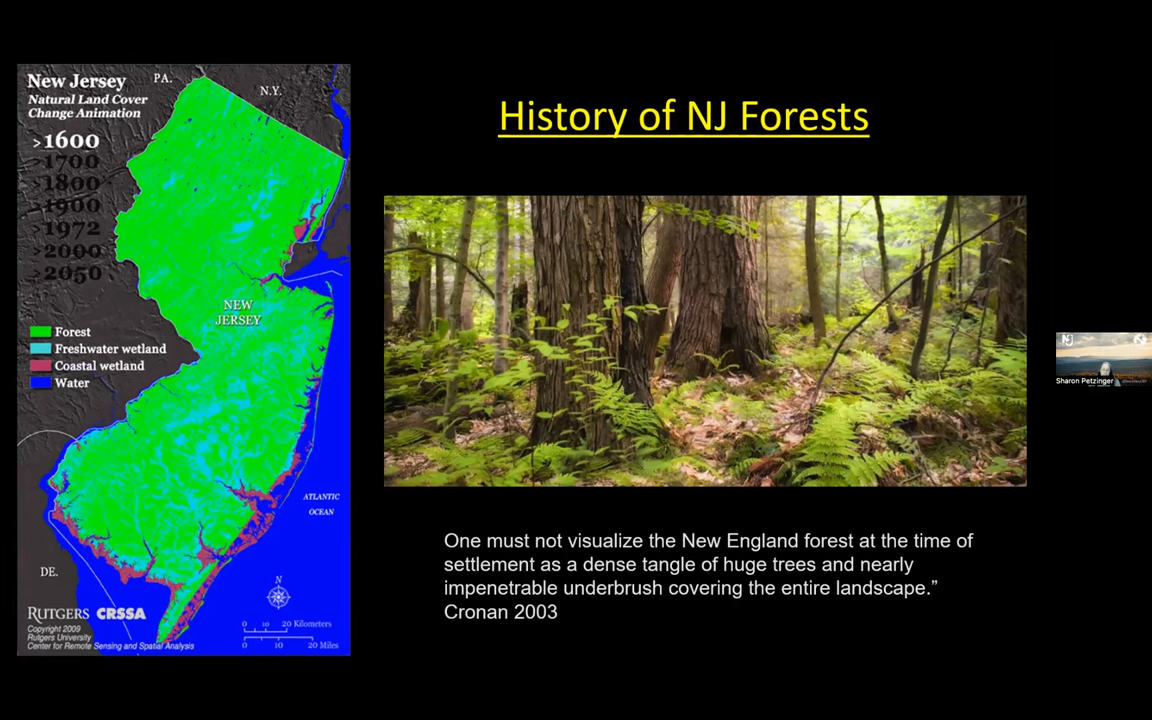 New Jersey
Natural Land Cover
Change Animation
>1600
>1700
>1800
>1900
>1972
>2000
>2050
PA.
N.Y.
NEW
JERSEY
Forest
Freshwater wetland
Coastal wetland
Water
ATLANTIC
OCEAN
DE.
N
RUTGERS CRSSA
Copyright 2009
Rutgers University
Center for Remote Sensing and Spatial Analysis
0 10 20 Kilometers
0 10 20 Miles
History of NJ Forests
One must not visualize the New England forest at the time of
settlement as a dense tangle of huge trees and nearly
impenetrable underbrush covering the entire landscape.”
Cronan 2003
NJ
Sharon Petzinger